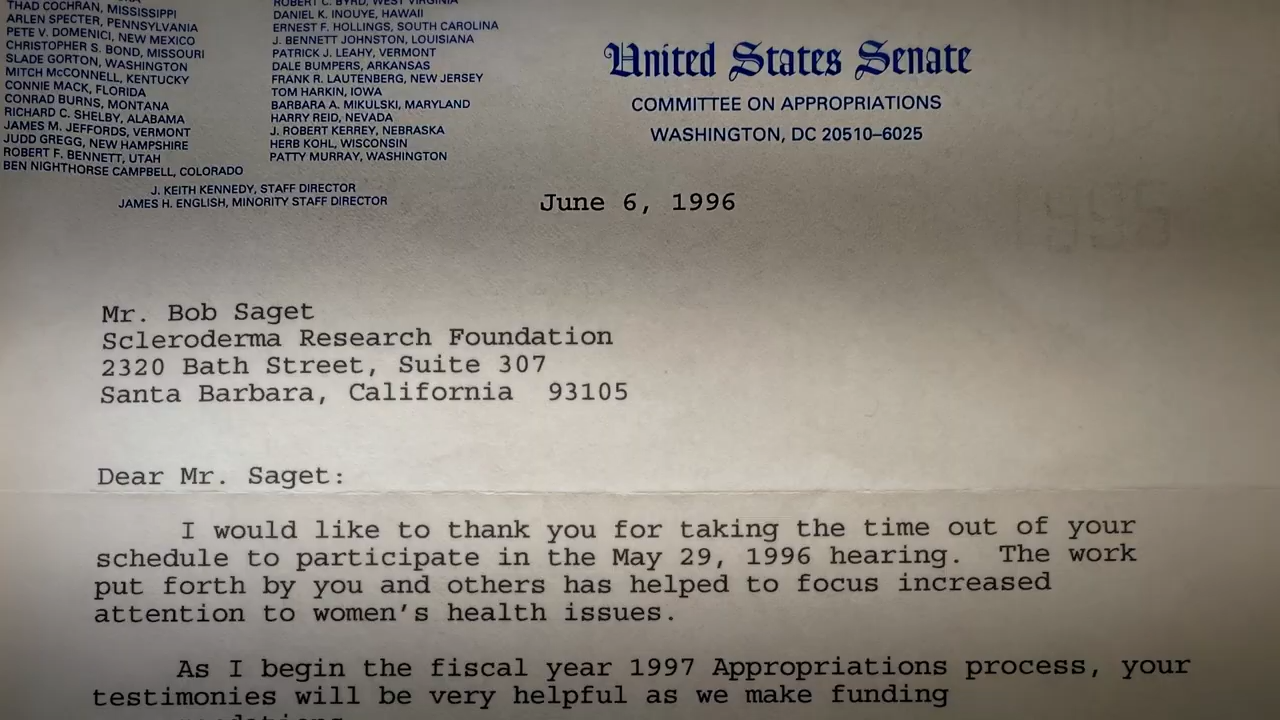 THAD COCHRAN, MISSISSIPPI
ARLEN SPECTER, PENNSYLVANIA
PETE V. DOMENICI, NEW MEXICO
CHRISTOPHER S. BOND, MISSOURI
SLADE GORTON, WASHINGTON
MITCH McCONNELL, KENTUCKY
CONNIE MACK, FLORIDA
CONRAD BURNS, MONTANA
RICHARD C. SHELBY, ALABAMA
JAMES M. JEFFORDS, VERMONT
JUDD GREGG, NEW HAMPSHIRE
ROBERT F. BENNETT, UTAH
BEN NIGHTHORSE CAMPBELL, COLORADO
ROBERT C. BYRD, WEST VIRGINIA
DANIEL K. INOUYE, HAWAII
ERNEST F. HOLLINGS, SOUTH CAROLINA
J. BENNETT JOHNSTON, LOUISIANA
PATRICK J. LEAHY, VERMONT
DALE BUMPERS, ARKANSAS
FRANK R. LAUTENBERG, NEW JERSEY
TOM HARKIN, IOWA
BARBARA A. MIKULSKI, MARYLAND
HARRY REID, NEVADA
J. ROBERT KERREY, NEBRASKA
HERB KOHL, WISCONSIN
PATTY MURRAY, WASHINGTON
J. KEITH KENNEDY, STAFF DIRECTOR
JAMES H. ENGLISH, MINORITY STAFF DIRECTOR
United States Senate
COMMITTEE ON APPROPRIATIONS
WASHINGTON, DC 20510–6025
June 6, 1996
Mr. Bob Saget
Scleroderma Research Foundation
2320 Bath Street, Suite 307
Santa Barbara, California 93105
Dear Mr. Saget:
I would like to thank you for taking the time out of your
schedule to participate in the May 29, 1996 hearing. The work
put forth by you and others has helped to focus increased
attention to women's health issues.
As I begin the fiscal year 1997 Appropriations process, your
testimonies will be very helpful as we make funding